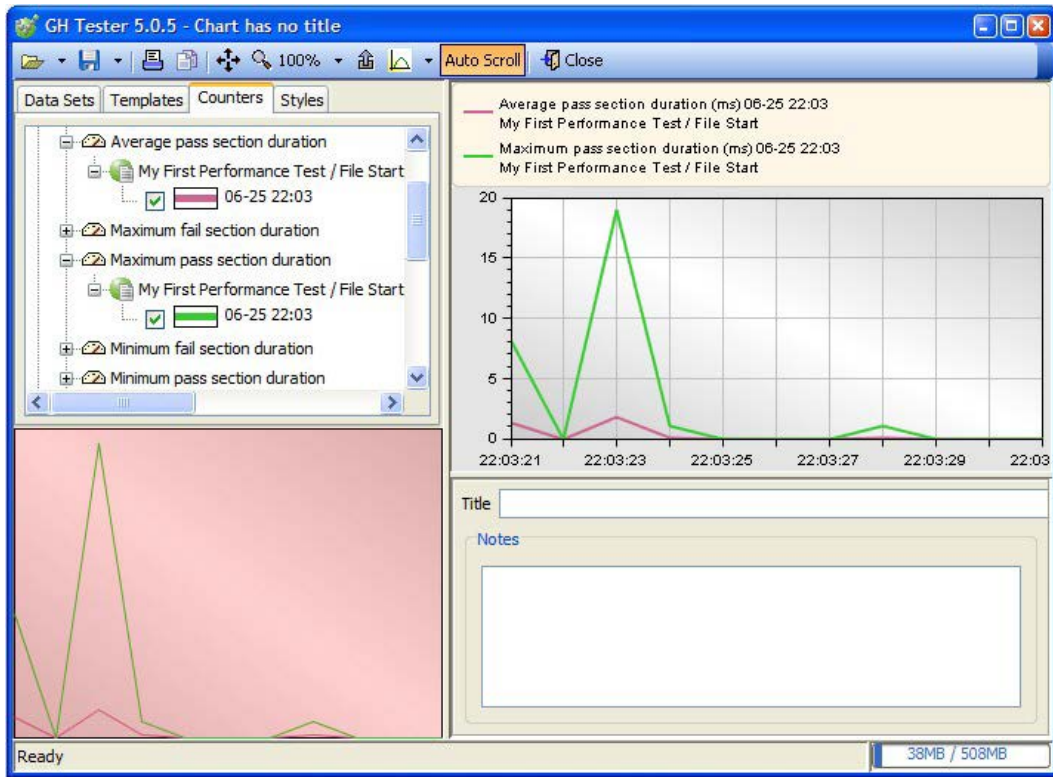 GH Tester 5.0.5 - Chart has no title
100% Auto Scroll Close
Data Sets Templates Counters Styles
Average pass section duration
My First Performance Test / File Start
06-25 22:03
Maximum fail section duration
Maximum pass section duration
My First Performance Test / File Start
06-25 22:03
Minimum fail section duration
Minimum pass section duration
Average pass section duration (ms) 06-25 22:03
My First Performance Test / File Start
Maximum pass section duration (ms) 06-25 22:03
My First Performance Test / File Start
20
15
10
5
0
22:03:21 22:03:23 22:03:25 22:03:27 22:03:29 22:03
Title
Notes
Ready
38MB / 508MB